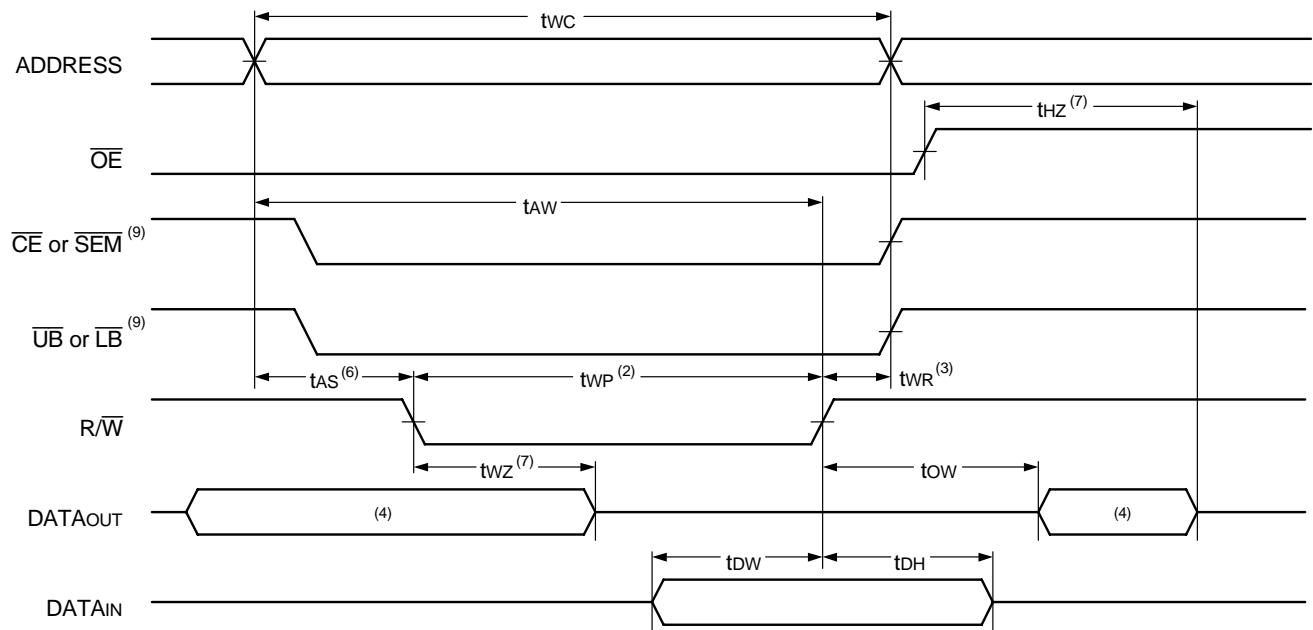 tWC
ADDRESS
tHZ (7)
OE
tAW
CE or SEM (9)
UB or LB (9)
tAS (6)
tWP (2)
tWR (3)
R/W
tWZ (7)
tOW
DATAOUT
(4)
(4)
tDW
tDH
DATAIN